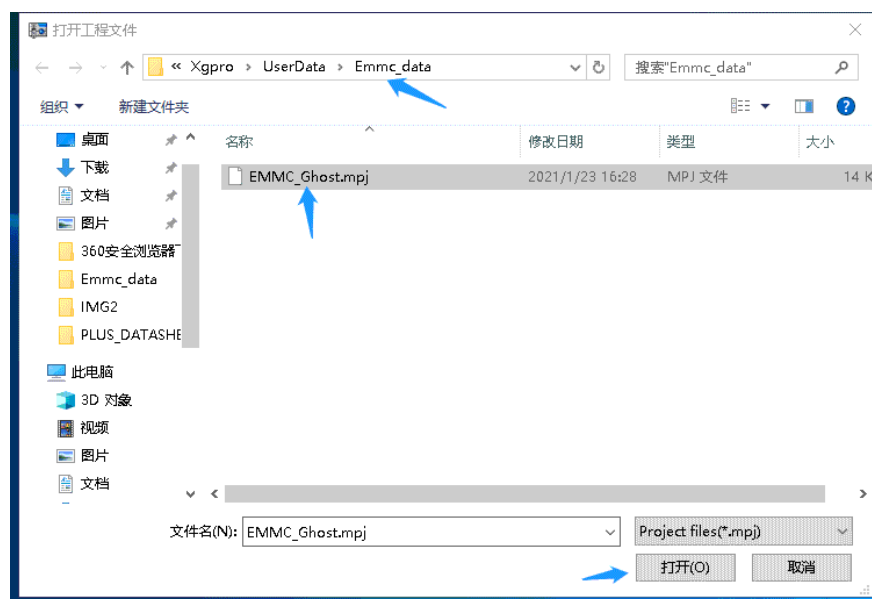 打开工程文件
« Xgpro › UserData › Emmc_data
搜索"Emmc_data"
组织
新建文件夹
名称
修改日期
类型
大小
EMMC_Ghost.mpj
2021/1/23 16:28
MPJ 文件
14 K
桌面
下载
文档
图片
360安全浏览器
Emmc_data
IMG2
PLUS_DATASHE
此电脑
3D 对象
视频
图片
文档
文件名(N): EMMC_Ghost.mpj
Project files(*.mpj)
打开(O)
取消